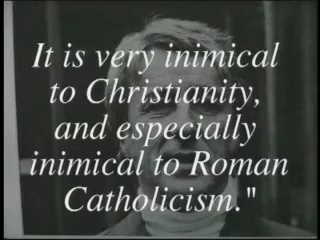 It is very inimical
to Christianity,
and especially
inimical to Roman
Catholicism."